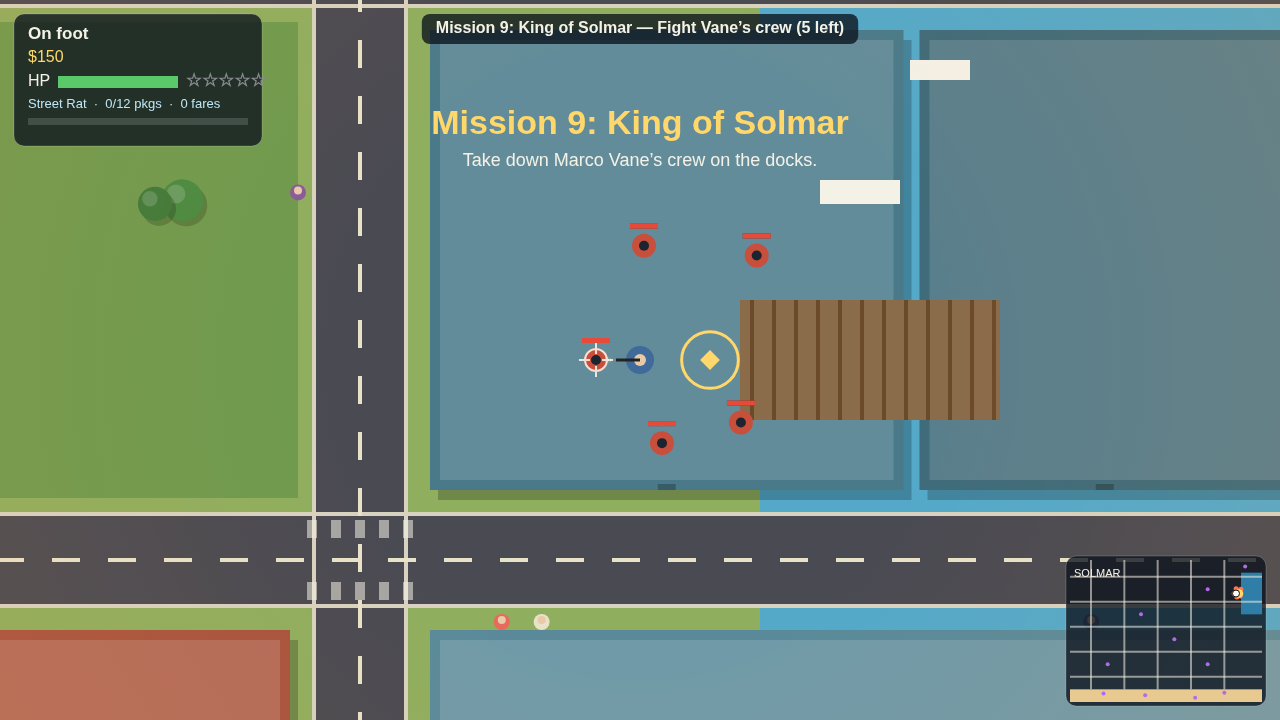 On foot
$150
HP ☆☆☆☆☆
Street Rat · 0/12 pkgs · 0 fares
Mission 9: King of Solmar — Fight Vane’s crew (5 left)
Mission 9: King of Solmar
Take down Marco Vane’s crew on the docks.
SOLMAR